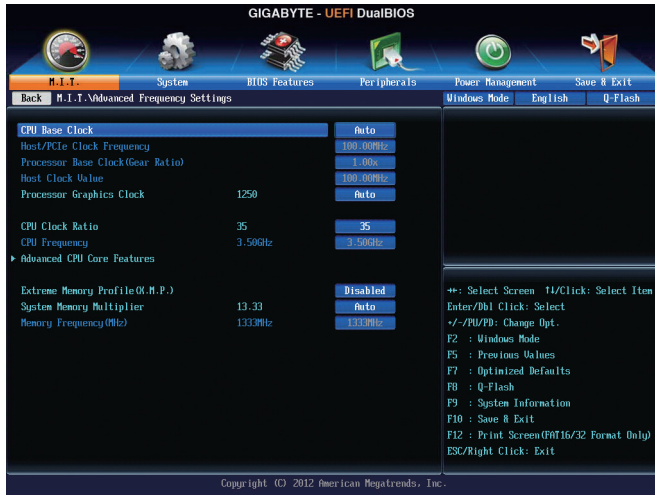 GIGABYTE - UEFI DualBIOS
M.I.T. System BIOS Features Peripherals Power Management Save & Exit
Back M.I.T.\Advanced Frequency Settings Windows Mode English Q-Flash
CPU Base Clock Auto
Host/PCIe Clock Frequency 100.00MHz
Processor Base Clock(Gear Ratio) 1.00x
Host Clock Value 100.00MHz
Processor Graphics Clock 1250 Auto
CPU Clock Ratio 35 35
CPU Frequency 3.50GHz 3.50GHz
Advanced CPU Core Features
Extreme Memory Profile(X.M.P.) Disabled
System Memory Multiplier 13.33 Auto
Memory Frequency(MHz) 1333MHz 1333MHz
→←: Select Screen ↑↓/Click: Select Item
Enter/Dbl Click: Select
+/-/PU/PD: Change Opt.
F2 : Windows Mode
F5 : Previous Values
F7 : Optimized Defaults
F8 : Q-Flash
F9 : System Information
F10 : Save & Exit
F12 : Print Screen(FAT16/32 Format Only)
ESC/Right Click: Exit
Copyright (C) 2012 American Megatrends, Inc.